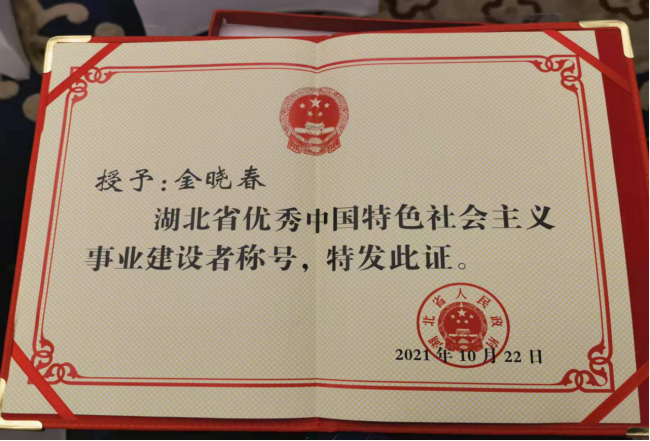 授予：金晓春
湖北省优秀中国特色社会主义
事业建设者称号，特发此证。
湖北省人民政府
2021年10月22日